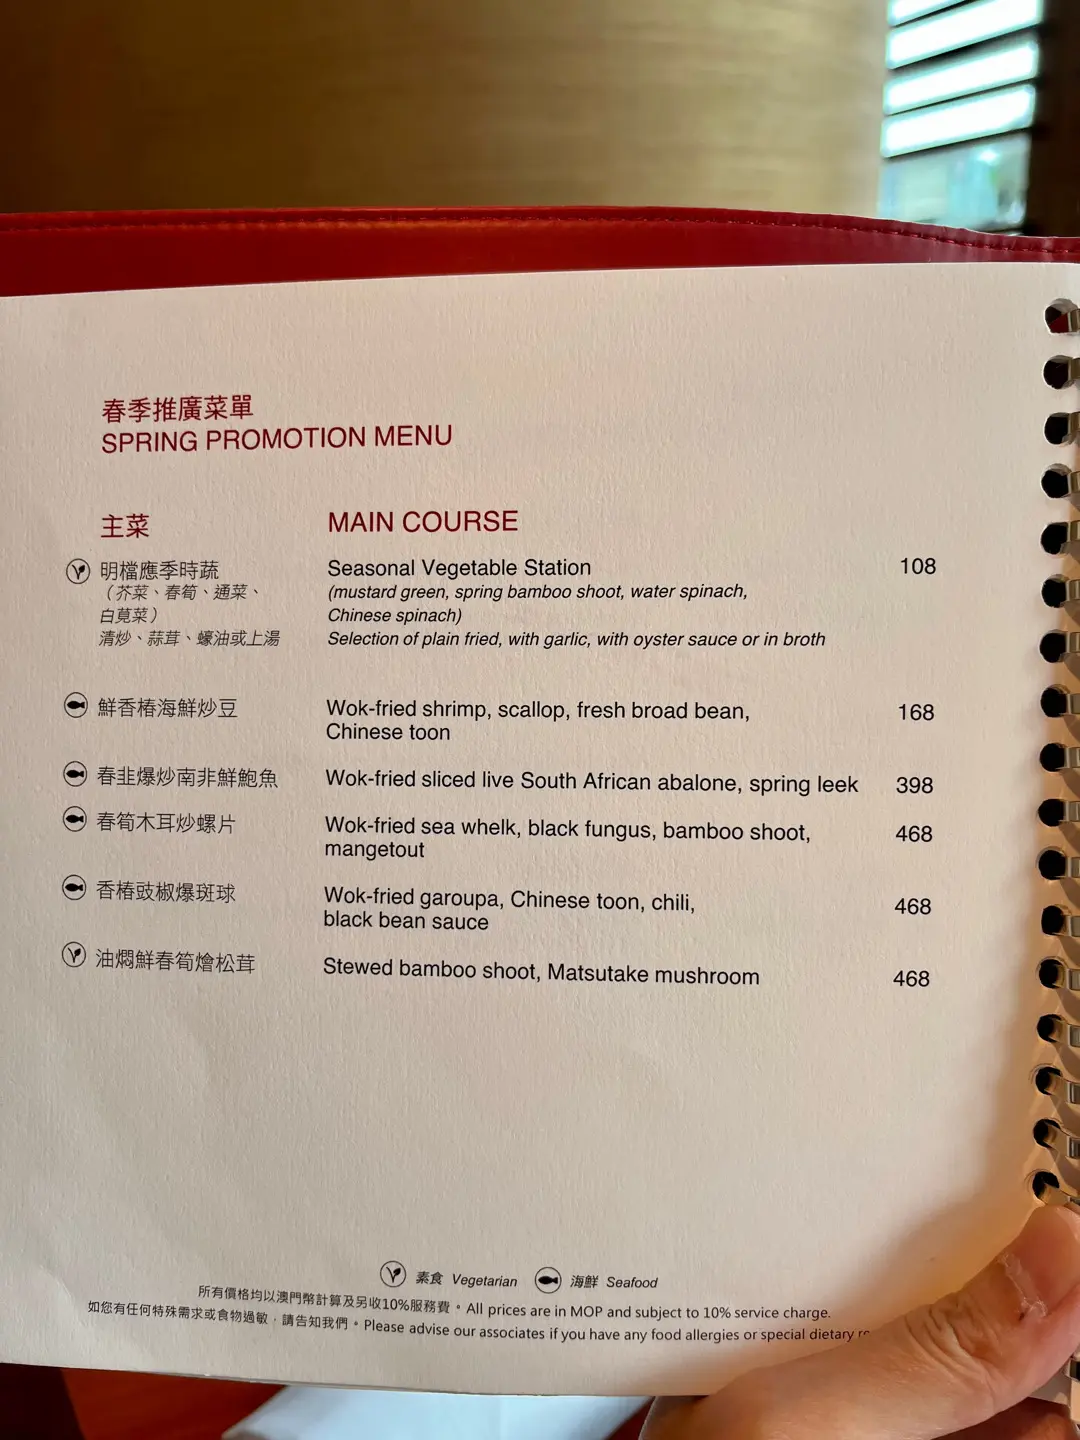 春季推廣菜單
SPRING PROMOTION MENU
主菜 MAIN COURSE
明檔應季時蔬 Seasonal Vegetable Station 108
（芥菜、春筍、通菜、 (mustard green, spring bamboo shoot, water spinach,
白莧菜） Chinese spinach)
清炒、蒜茸、蠔油或上湯 Selection of plain fried, with garlic, with oyster sauce or in broth
鮮香椿海鮮炒豆 Wok-fried shrimp, scallop, fresh broad bean, 168
Chinese toon
春韭爆炒南非鮮鮑魚 Wok-fried sliced live South African abalone, spring leek 398
春筍木耳炒螺片 Wok-fried sea whelk, black fungus, bamboo shoot, 468
mangetout
香椿豉椒爆斑球 Wok-fried garoupa, Chinese toon, chili, 468
black bean sauce
油燜鮮春筍燴松茸 Stewed bamboo shoot, Matsutake mushroom 468
素食 Vegetarian 海鮮 Seafood
所有價格均以澳門幣計算及另收10%服務費。All prices are in MOP and subject to 10% service charge.
如您有任何特殊需求或食物過敏，請告知我們。Please advise our associates if you have any food allergies or special dietary